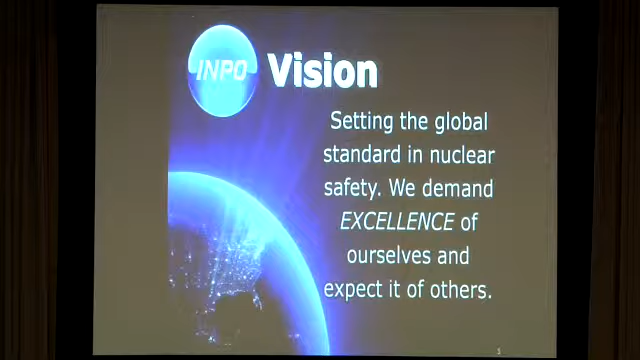 INPO Vision
Setting the global
standard in nuclear
safety. We demand
EXCELLENCE of
ourselves and
expect it of others.
5